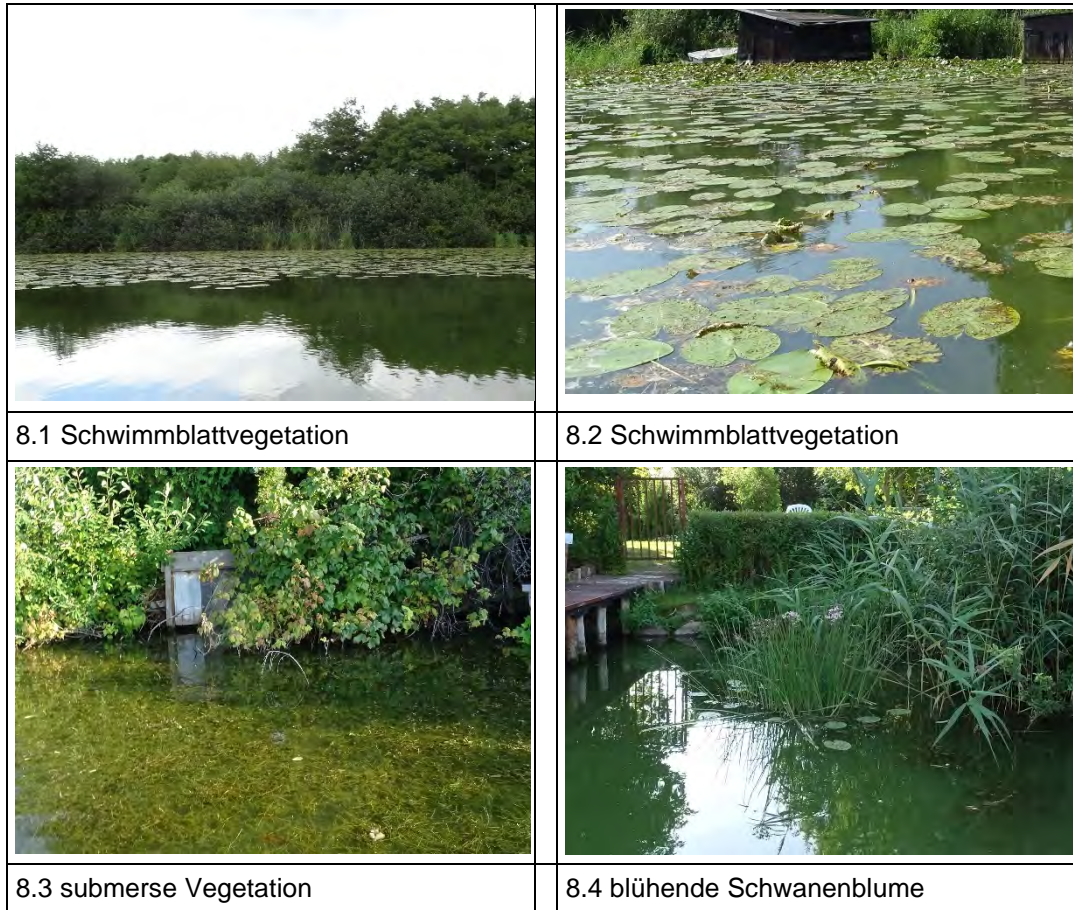 8.1 Schwimmblattvegetation
8.2 Schwimmblattvegetation
8.3 submerse Vegetation
8.4 blühende Schwanenblume